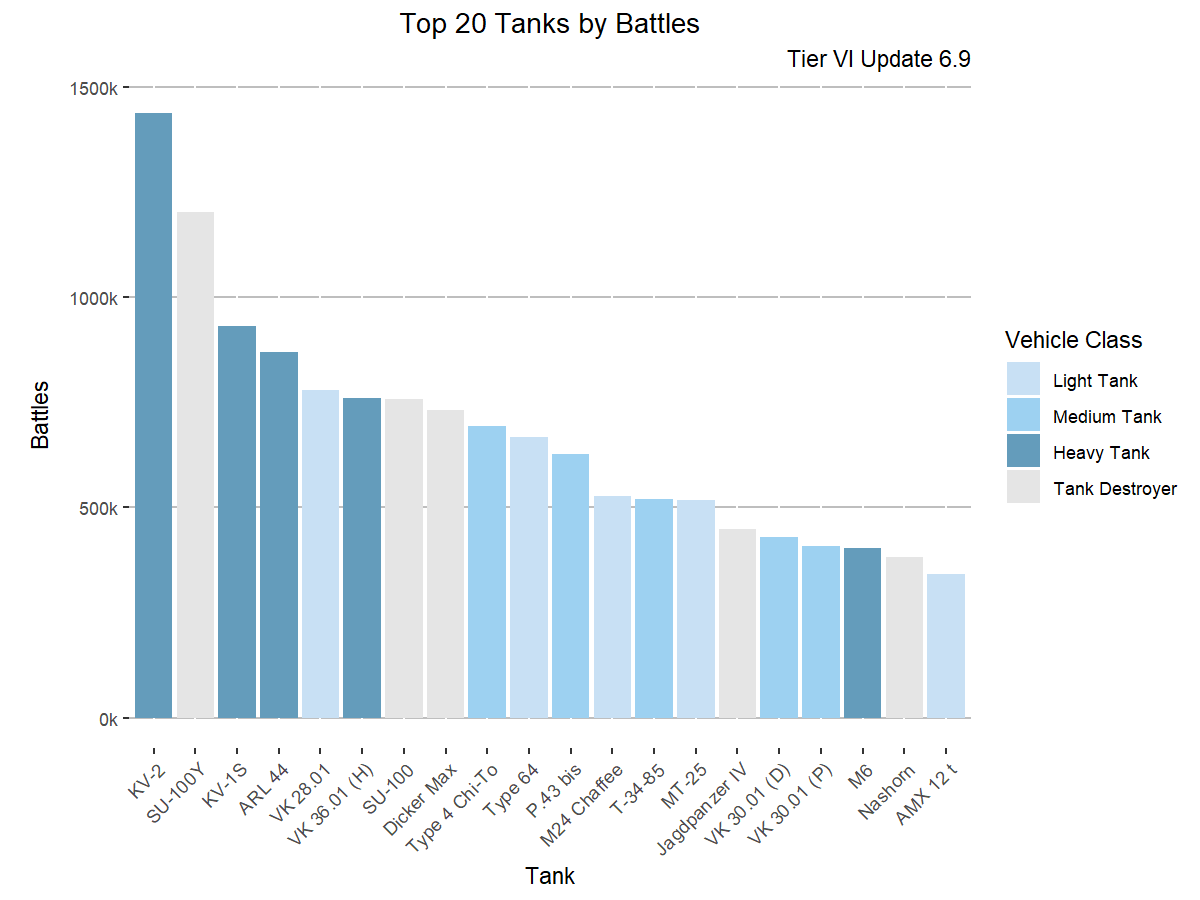 Top 20 Tanks by Battles
Tier VI Update 6.9
1500k
1000k
500k
0k
Battles
KV-2
SU-100Y
KV-1S
ARL 44
VK 28.01
VK 36.01 (H)
SU-100
Dicker Max
Type 4 Chi-To
Type 64
P.43 bis
M24 Chaffee
T-34-85
MT-25
Jagdpanzer IV
VK 30.01 (D)
VK 30.01 (P)
M6
Nashorn
AMX 12 t
Tank
Vehicle Class
Light Tank
Medium Tank
Heavy Tank
Tank Destroyer